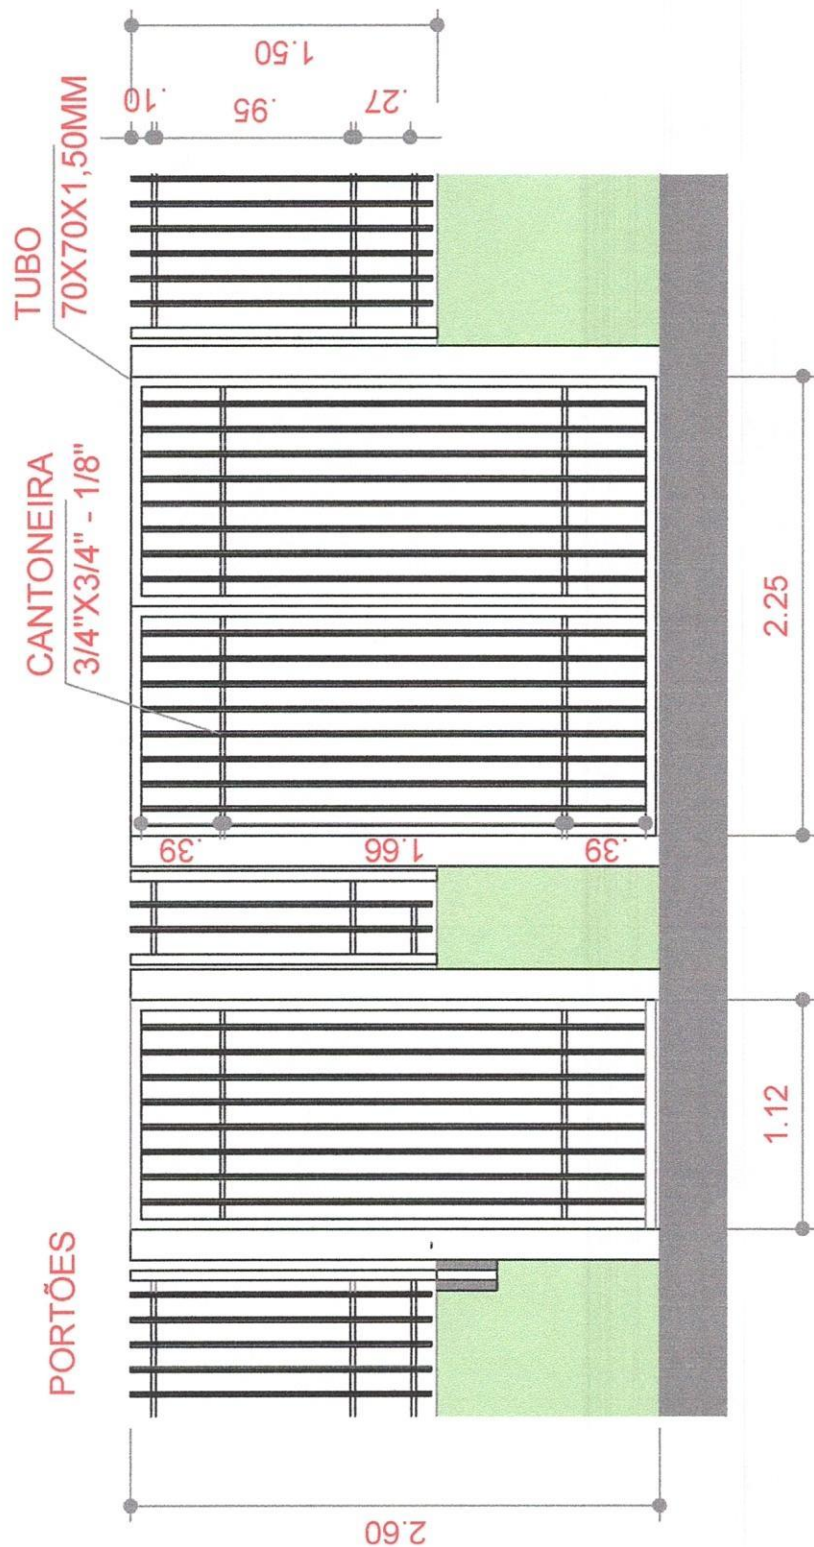 PORTÕES
CANTONEIRA
3/4"X3/4" - 1/8"
TUBO
70X70X1,50MM
2.60
.39
1.66
.39
.10
.95
.27
1.50
1.12
2.25